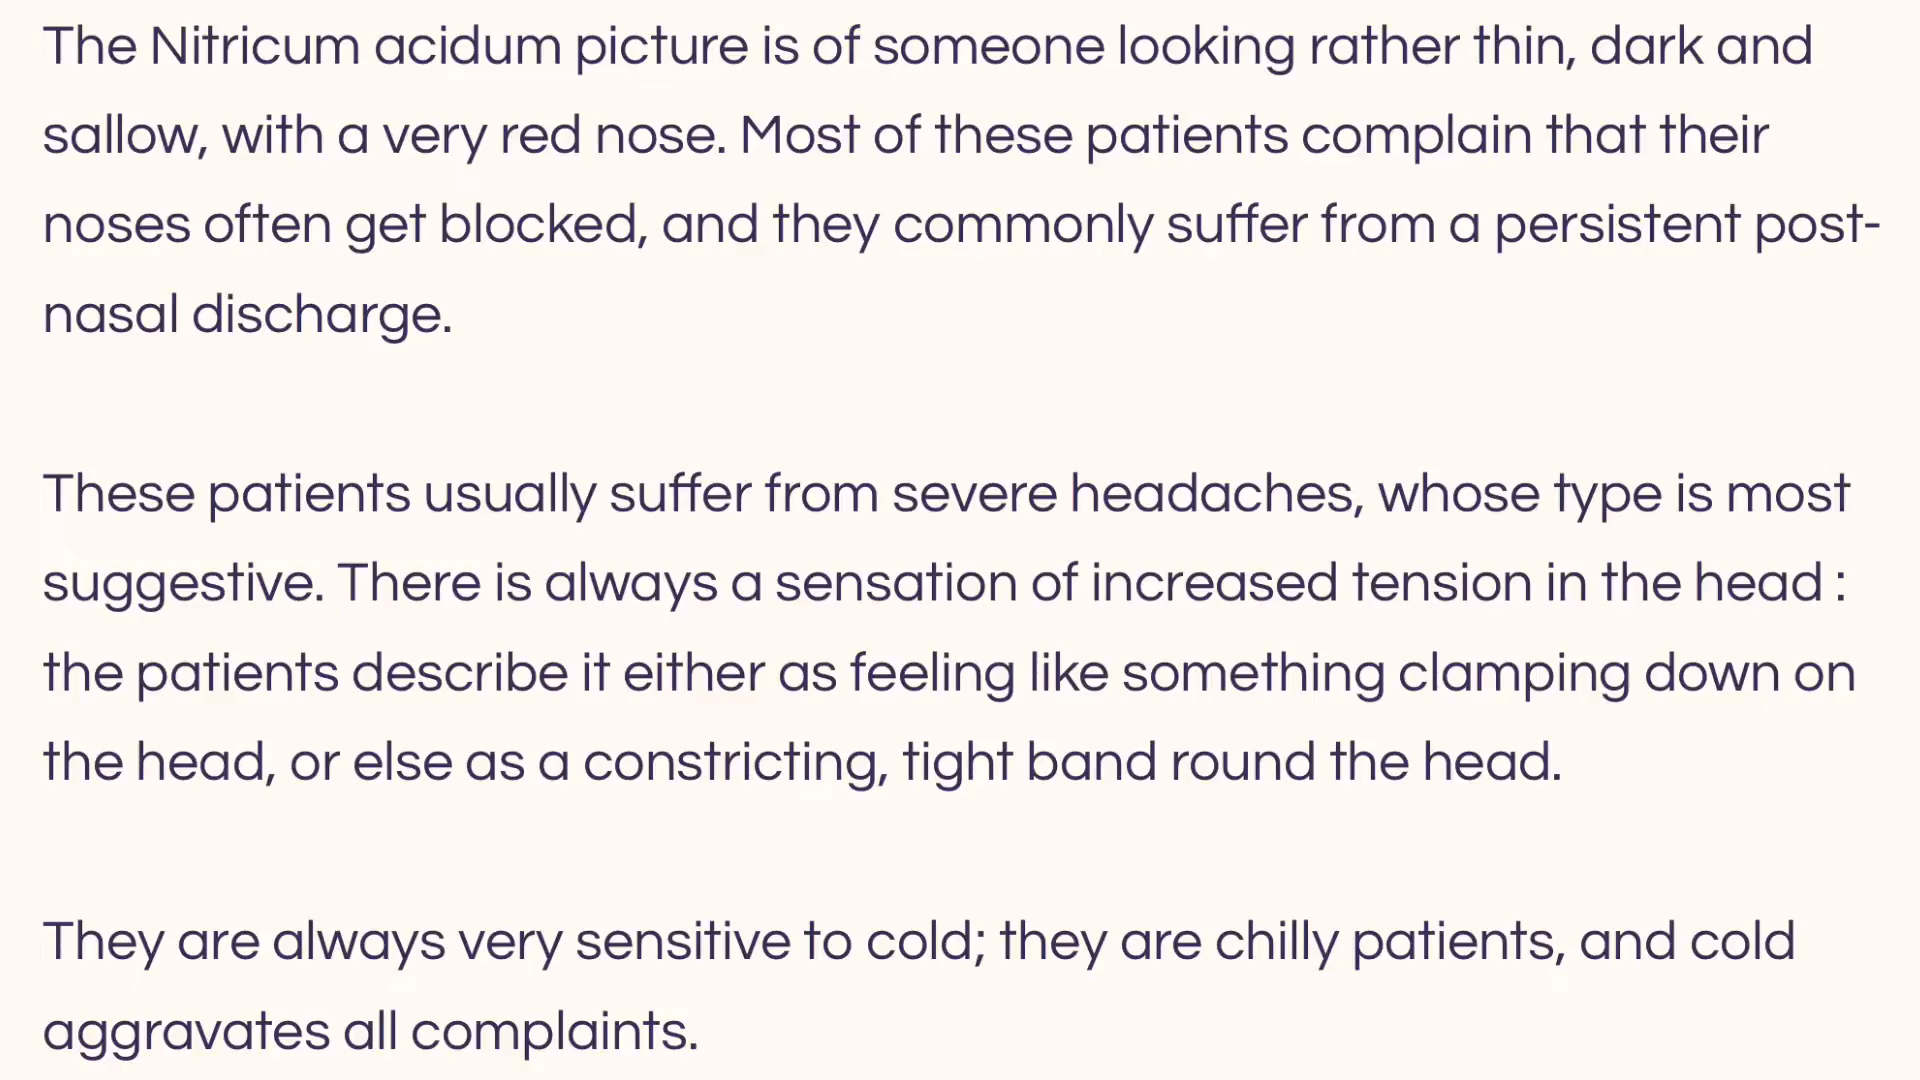 The Nitricum acidum picture is of someone looking rather thin, dark and
sallow, with a very red nose. Most of these patients complain that their
noses often get blocked, and they commonly suffer from a persistent post-
nasal discharge.
These patients usually suffer from severe headaches, whose type is most
suggestive. There is always a sensation of increased tension in the head :
the patients describe it either as feeling like something clamping down on
the head, or else as a constricting, tight band round the head.
They are always very sensitive to cold; they are chilly patients, and cold
aggravates all complaints.